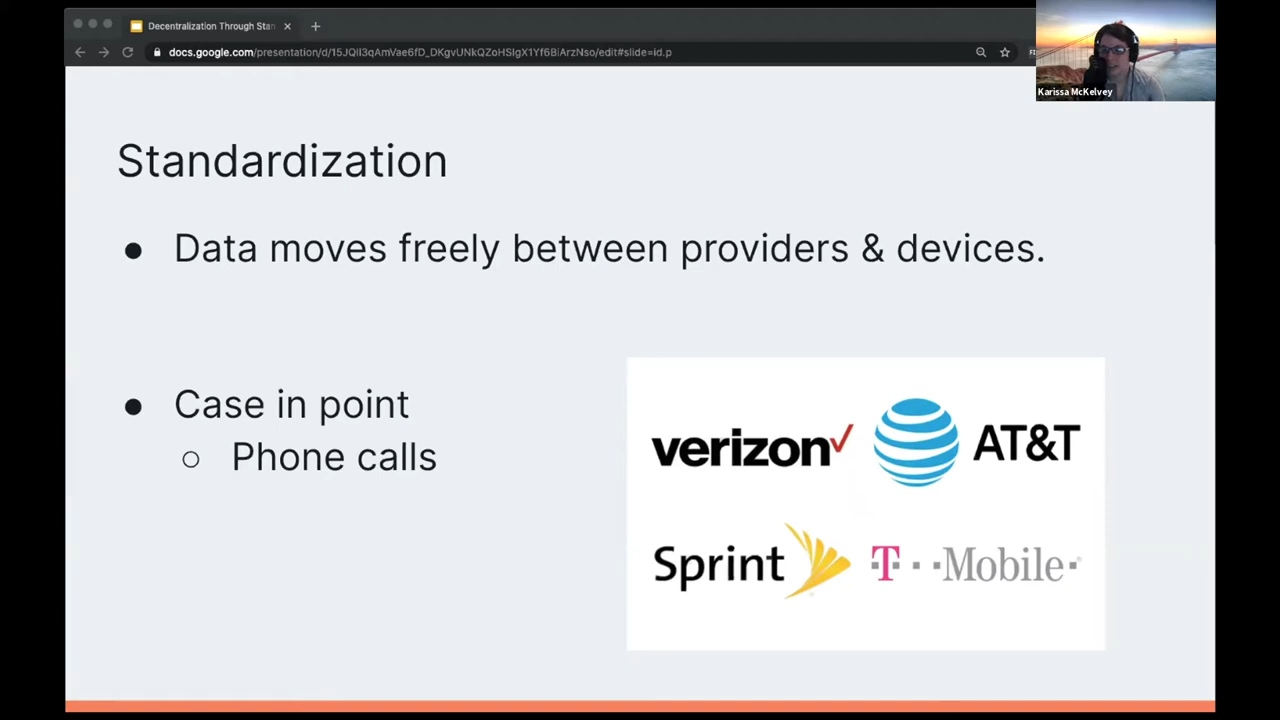 Decentralization Through Stan
docs.google.com/presentation/d/15JQlI3qAmVae6fD_DKgvUNkQZoHSIgX1Yf6BiArzNso/edit#slide=id.p
Karissa McKelvey
Standardization
● Data moves freely between providers & devices.
● Case in point
○ Phone calls
verizon
AT&T
Sprint
T··Mobile·